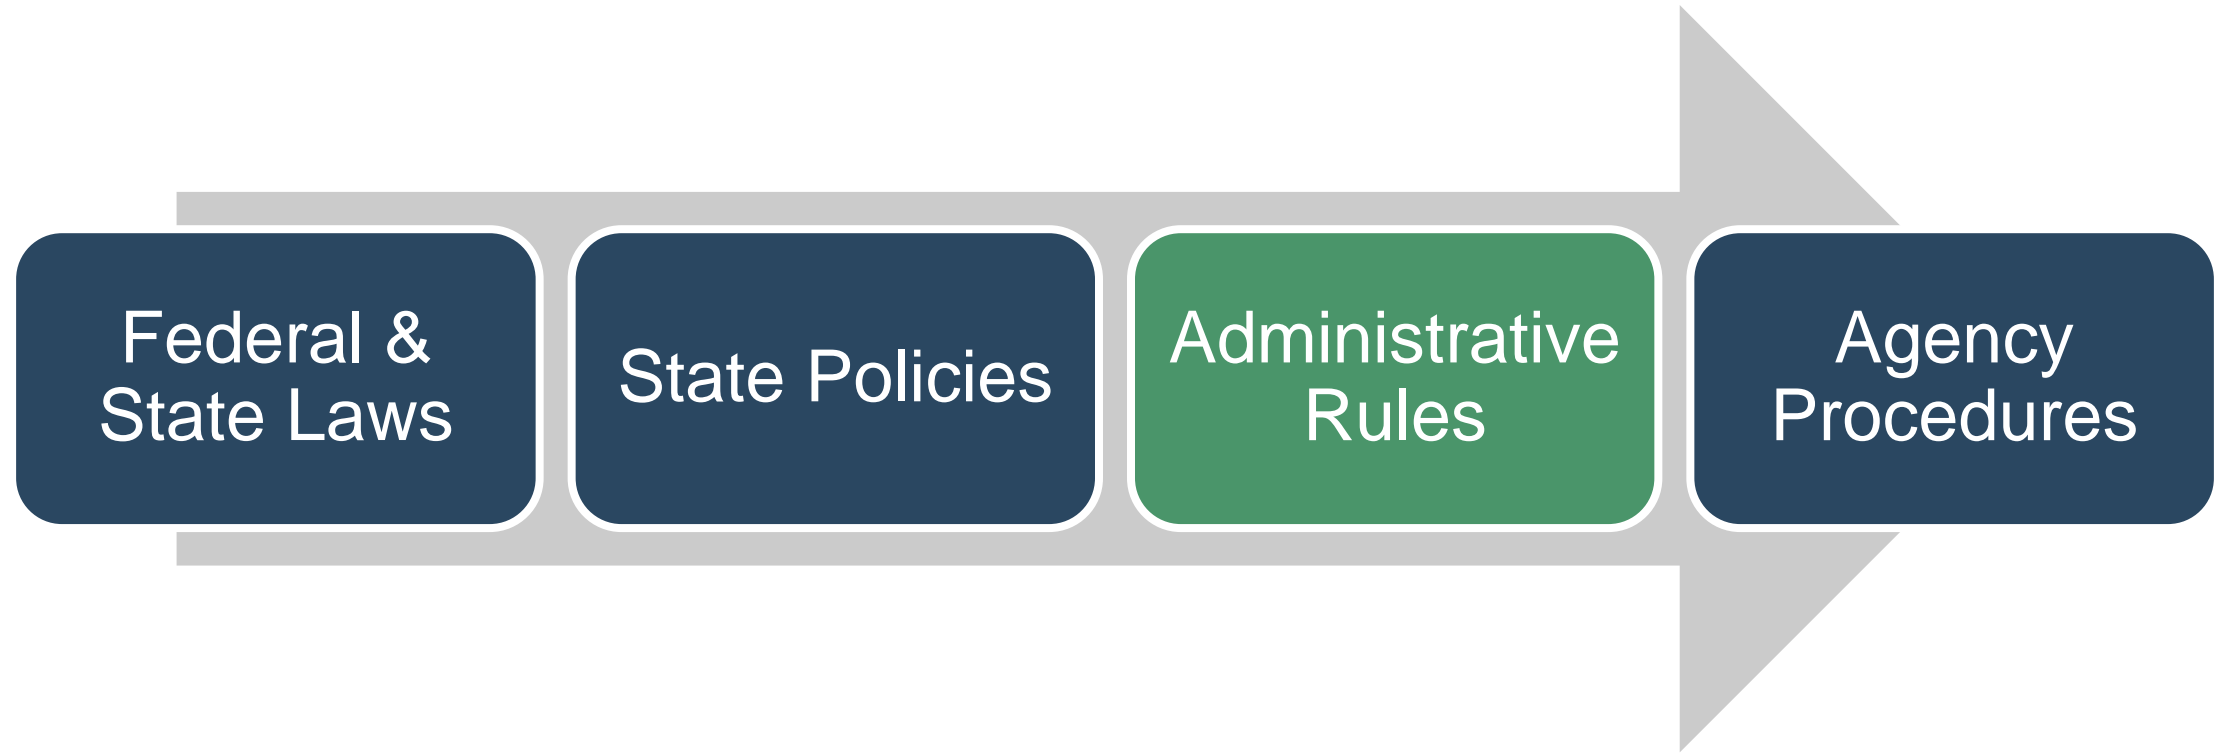 Federal &
State Laws
State Policies
Administrative
Rules
Agency
Procedures